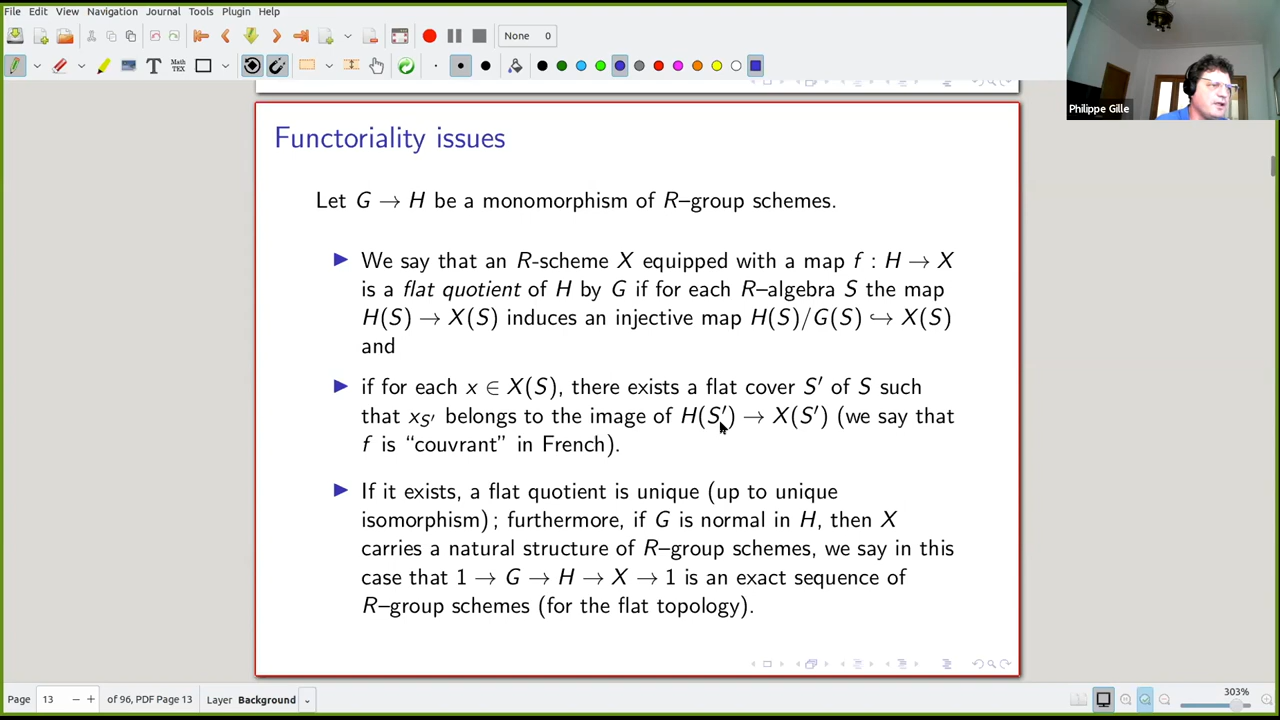 File Edit View Navigation Journal Tools Plugin Help
None 0
T Math TEX
Philippe Gille
Functoriality issues
Let G → H be a monomorphism of R–group schemes.
▶ We say that an R-scheme X equipped with a map f : H → X
is a flat quotient of H by G if for each R–algebra S the map
H(S) → X(S) induces an injective map H(S)/G(S) ↪ X(S)
and
▶ if for each x ∈ X(S), there exists a flat cover S′ of S such
that x_{S′} belongs to the image of H(S′) → X(S′) (we say that
f is “couvrant” in French).
▶ If it exists, a flat quotient is unique (up to unique
isomorphism) ; furthermore, if G is normal in H, then X
carries a natural structure of R–group schemes, we say in this
case that 1 → G → H → X → 1 is an exact sequence of
R–group schemes (for the flat topology).
Page 13 of 96, PDF Page 13 Layer Background 303%